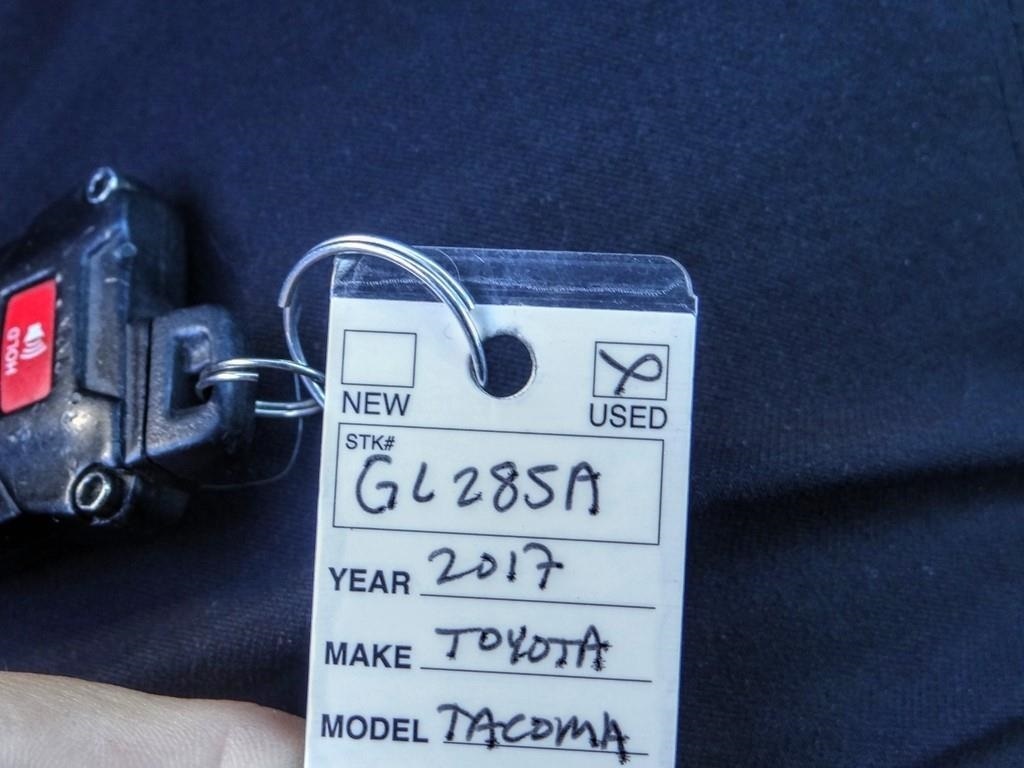 HOLD
NEW
USED
STK#
GL285A
YEAR 2017
MAKE TOYOTA
MODEL TACOMA